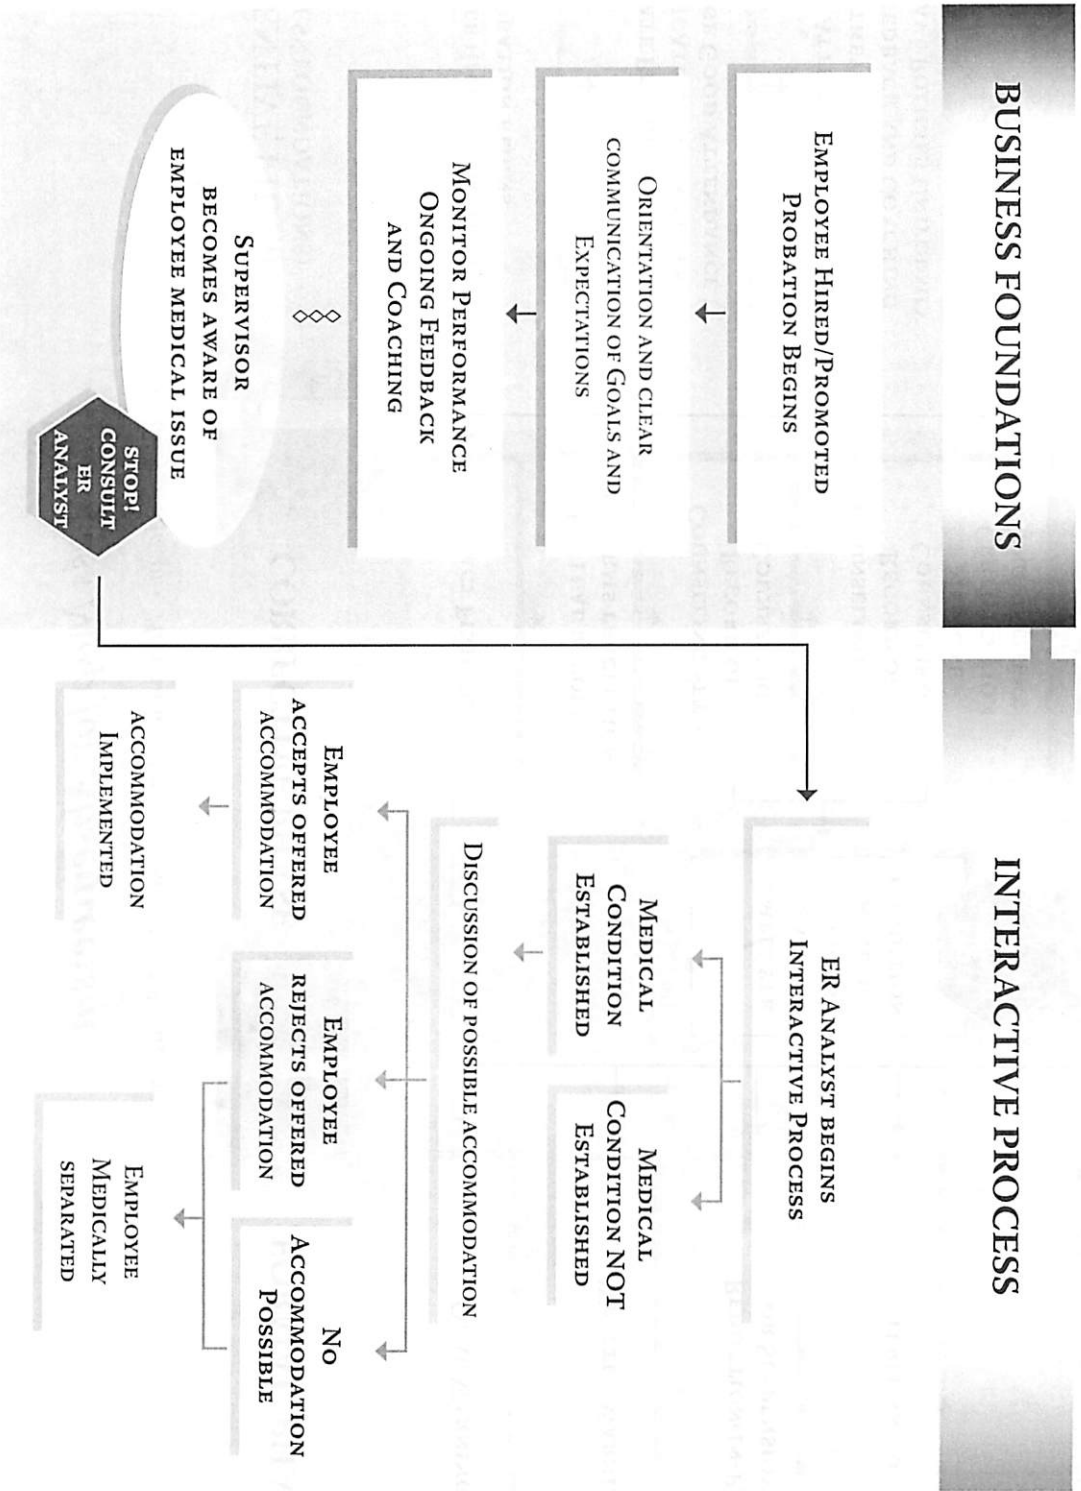 BUSINESS FOUNDATIONS
EMPLOYEE HIRED/PROMOTED
PROBATION BEGINS
ORIENTATION AND CLEAR
COMMUNICATION OF GOALS AND
EXPECTATIONS
MONITOR PERFORMANCE
ONGOING FEEDBACK
AND COACHING
SUPERVISOR
BECOMES AWARE OF
EMPLOYEE MEDICAL ISSUE
STOP!
CONSULT
ER
ANALYST
INTERACTIVE PROCESS
ER ANALYST BEGINS
INTERACTIVE PROCESS
MEDICAL
CONDITION
ESTABLISHED
MEDICAL
CONDITION NOT
ESTABLISHED
DISCUSSION OF POSSIBLE ACCOMMODATION
EMPLOYEE
ACCEPTS OFFERED
ACCOMMODATION
EMPLOYEE
REJECTS OFFERED
ACCOMMODATION
NO
ACCOMMODATION
POSSIBLE
ACCOMMODATION
IMPLEMENTED
EMPLOYEE
MEDICALLY
SEPARATED